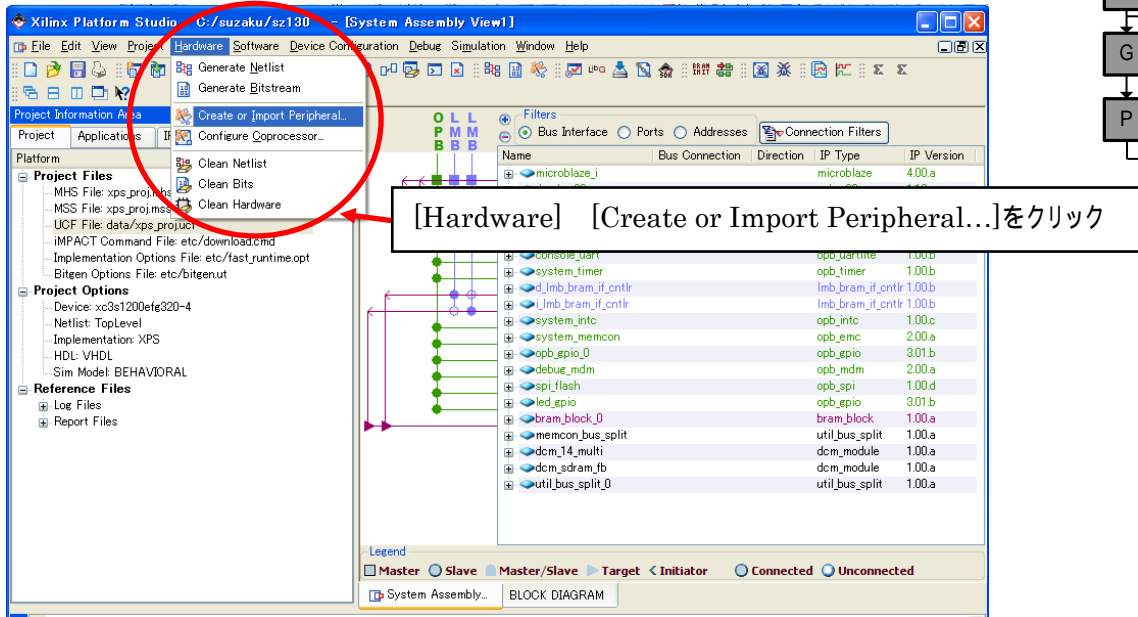 Xilinx Platform Studio - C:/suzaku/sz130 - [System Assembly View1]
File Edit View Project Hardware Software Device Configuration Debug Simulation Window Help
Generate Netlist
Generate Bitstream
Create or Import Peripheral...
Configure Coprocessor...
Clean Netlist
Clean Bits
Clean Hardware
Project Information Area
Project Applications
Platform
Project Files
MHS File: xps_proj.mhs
MSS File: xps_proj.mss
UCF File: data/xps_proj.ucf
iMPACT Command File: etc/download.cmd
Implementation Options File: etc/fast_runtime.opt
Bitgen Options File: etc/bitgen.ut
Project Options
Device: xc3s1200efg320-4
Netlist: TopLevel
Implementation: XPS
HDL: VHDL
Sim Model: BEHAVIORAL
Reference Files
Log Files
Report Files
O L L
P M M
B B B
Filters
Bus Interface Ports Addresses Connection Filters
Name Bus Connection Direction IP Type IP Version
microblaze_i microblaze 4.00.a
[Hardware] [Create or Import Peripheral…]をクリック
console_uart opb_uartlite 1.00.b
system_timer opb_timer 1.00.b
d_lmb_bram_if_cntlr lmb_bram_if_cntlr 1.00.b
i_lmb_bram_if_cntlr lmb_bram_if_cntlr 1.00.b
system_intc opb_intc 1.00.c
system_memcon opb_emc 2.00.a
opb_gpio_0 opb_gpio 3.01.b
debug_mdm opb_mdm 2.00.a
spi_flash opb_spi 1.00.d
led_gpio opb_gpio 3.01.b
bram_block_0 bram_block 1.00.a
memcon_bus_split util_bus_split 1.00.a
dcm_14_multi dcm_module 1.00.a
dcm_sdram_fb dcm_module 1.00.a
util_bus_split_0 util_bus_split 1.00.a
Legend
Master Slave Master/Slave Target Initiator Connected Unconnected
System Assembly... BLOCK DIAGRAM
G
P